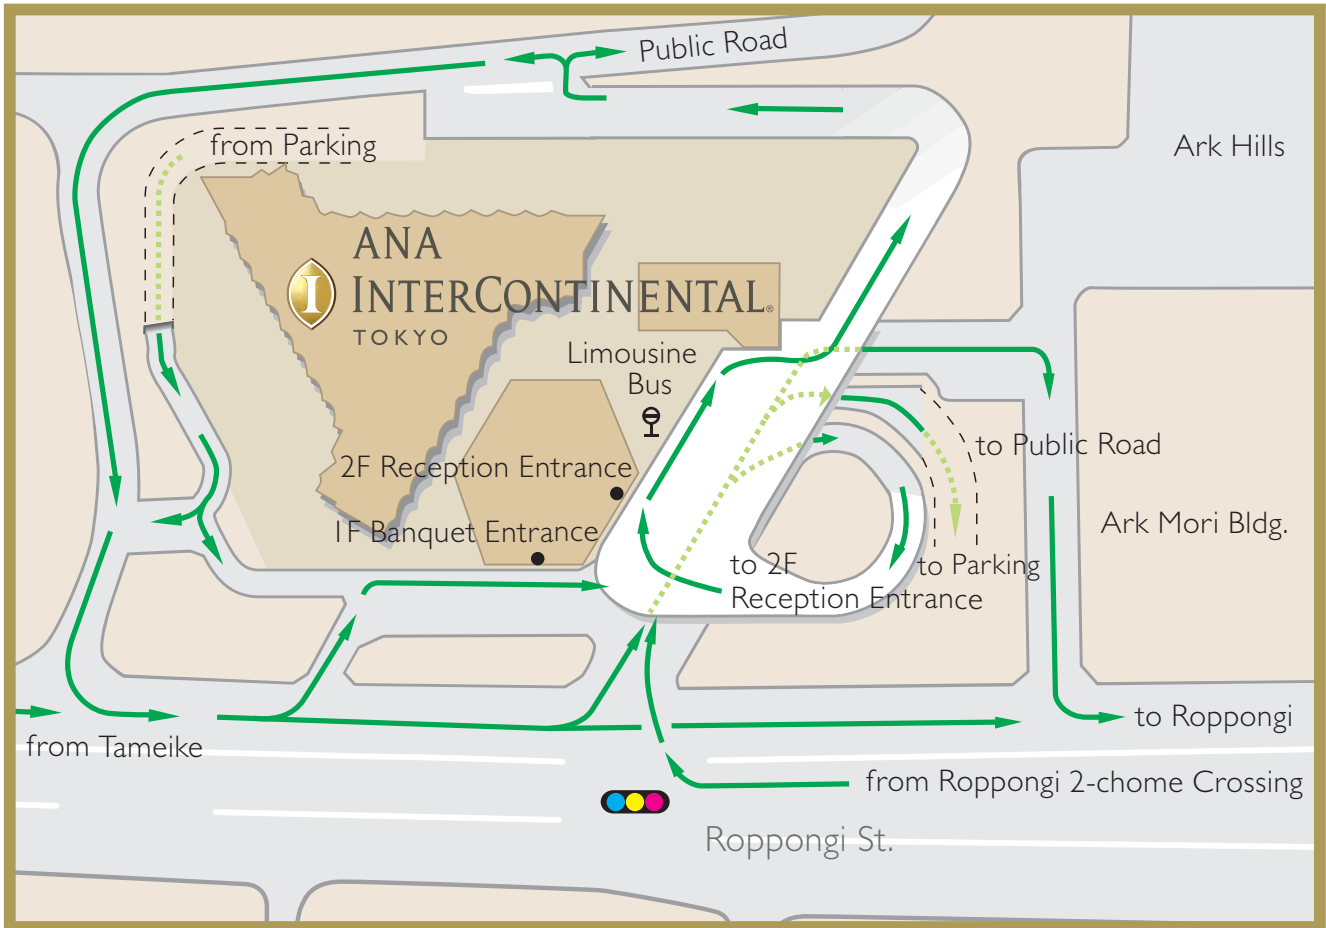 Public Road
from Parking
Ark Hills
ANA
INTERCONTINENTAL®
TOKYO
Limousine
Bus
to Public Road
2F Reception Entrance
Ark Mori Bldg.
1F Banquet Entrance
to 2F
Reception Entrance
to Parking
to Roppongi
from Tameike
from Roppongi 2-chome Crossing
Roppongi St.